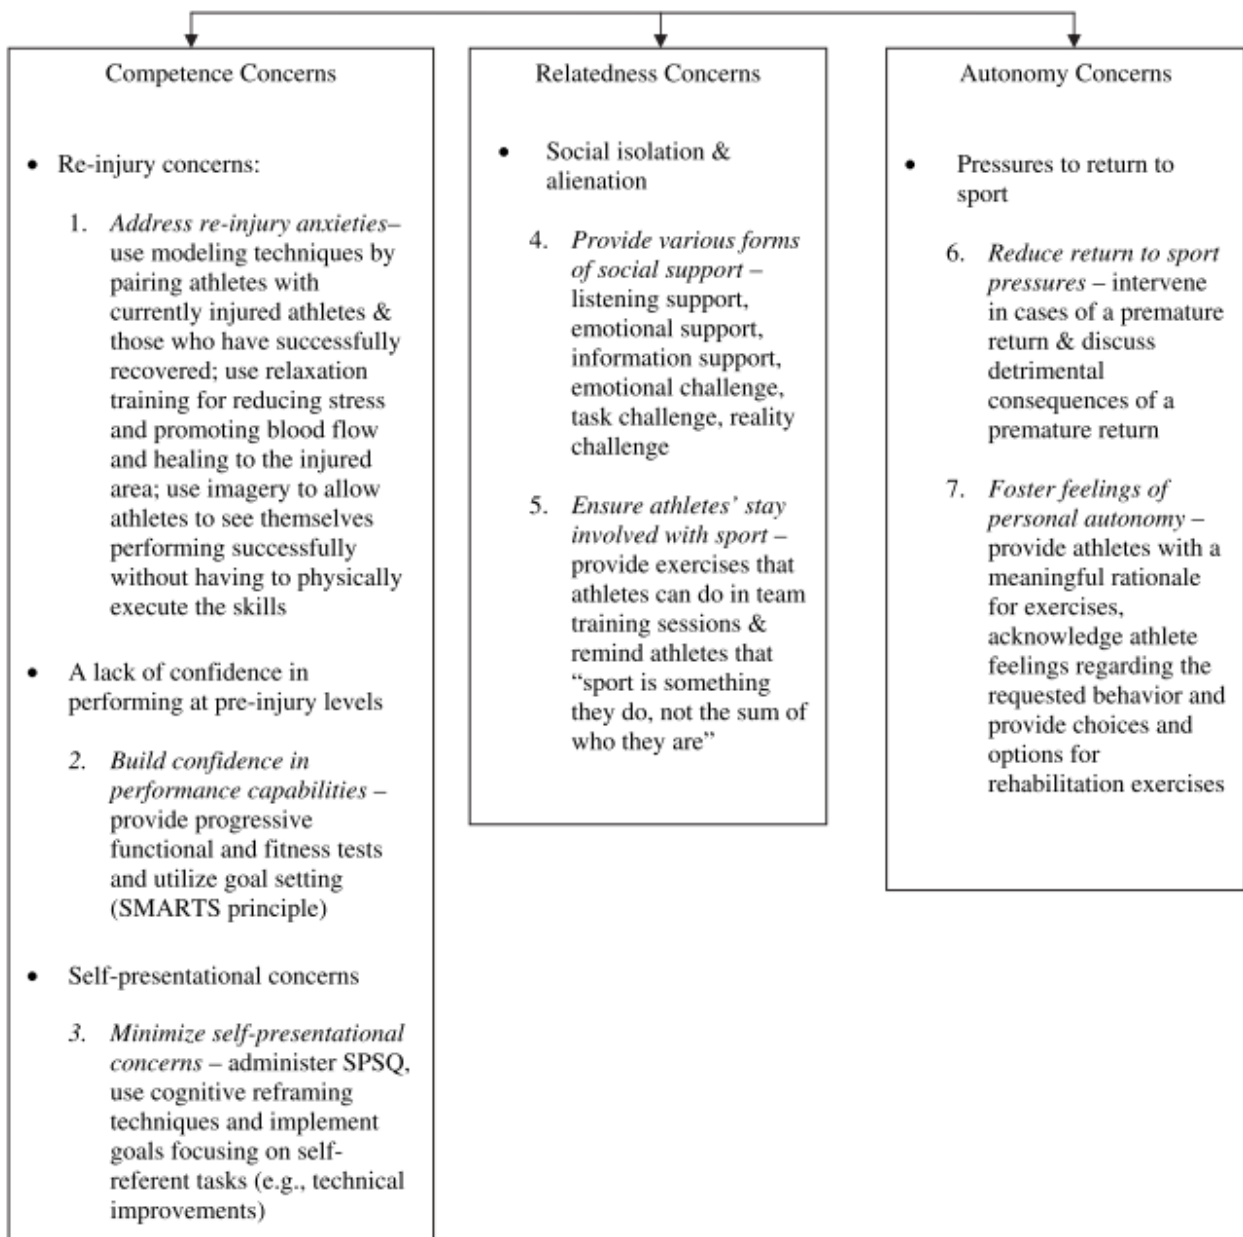 Competence Concerns
• Re-injury concerns:
1. Address re-injury anxieties–
use modeling techniques by
pairing athletes with
currently injured athletes &
those who have successfully
recovered; use relaxation
training for reducing stress
and promoting blood flow
and healing to the injured
area; use imagery to allow
athletes to see themselves
performing successfully
without having to physically
execute the skills
• A lack of confidence in
performing at pre-injury levels
2. Build confidence in
performance capabilities –
provide progressive
functional and fitness tests
and utilize goal setting
(SMARTS principle)
• Self-presentational concerns
3. Minimize self-presentational
concerns – administer SPSQ,
use cognitive reframing
techniques and implement
goals focusing on self-
referent tasks (e.g., technical
improvements)
Relatedness Concerns
• Social isolation &
alienation
4. Provide various forms
of social support –
listening support,
emotional support,
information support,
emotional challenge,
task challenge, reality
challenge
5. Ensure athletes’ stay
involved with sport –
provide exercises that
athletes can do in team
training sessions &
remind athletes that
“sport is something
they do, not the sum of
who they are”
Autonomy Concerns
• Pressures to return to
sport
6. Reduce return to sport
pressures – intervene
in cases of a premature
return & discuss
detrimental
consequences of a
premature return
7. Foster feelings of
personal autonomy –
provide athletes with a
meaningful rationale
for exercises,
acknowledge athlete
feelings regarding the
requested behavior and
provide choices and
options for
rehabilitation exercises